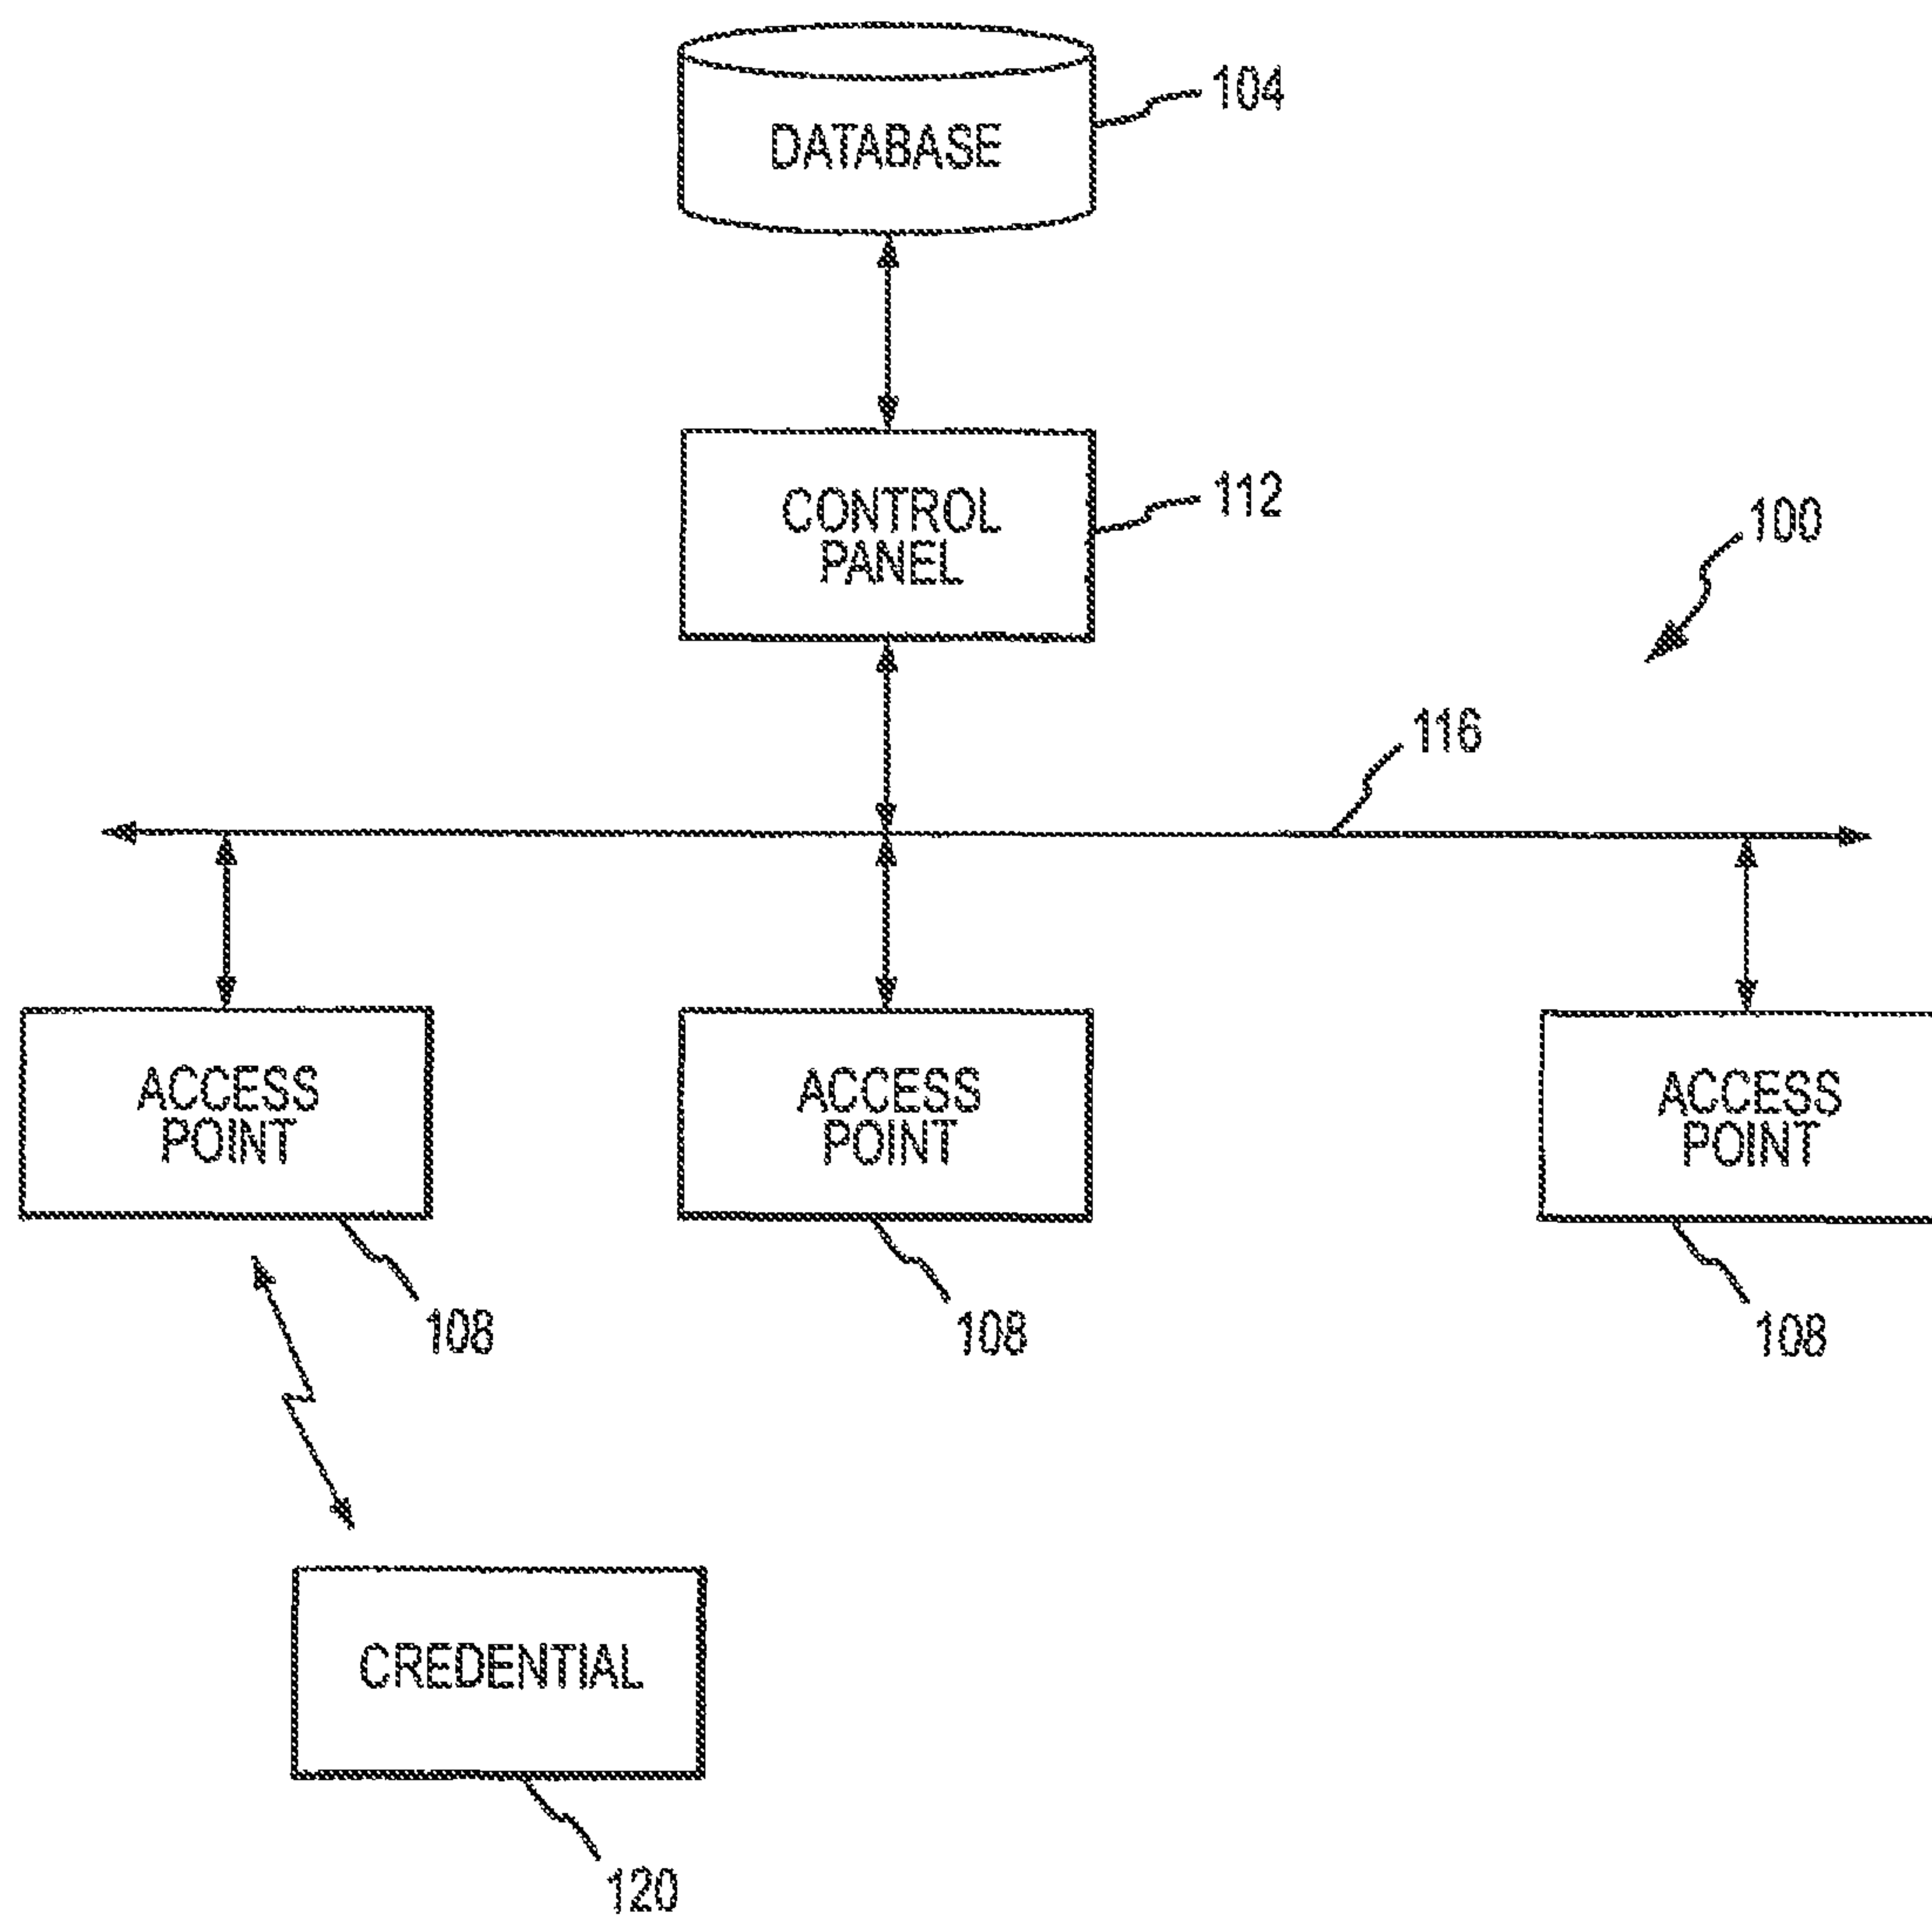 DATABASE
104
CONTROL
PANEL
112
100
116
ACCESS
POINT
ACCESS
POINT
ACCESS
POINT
108
108
108
CREDENTIAL
120